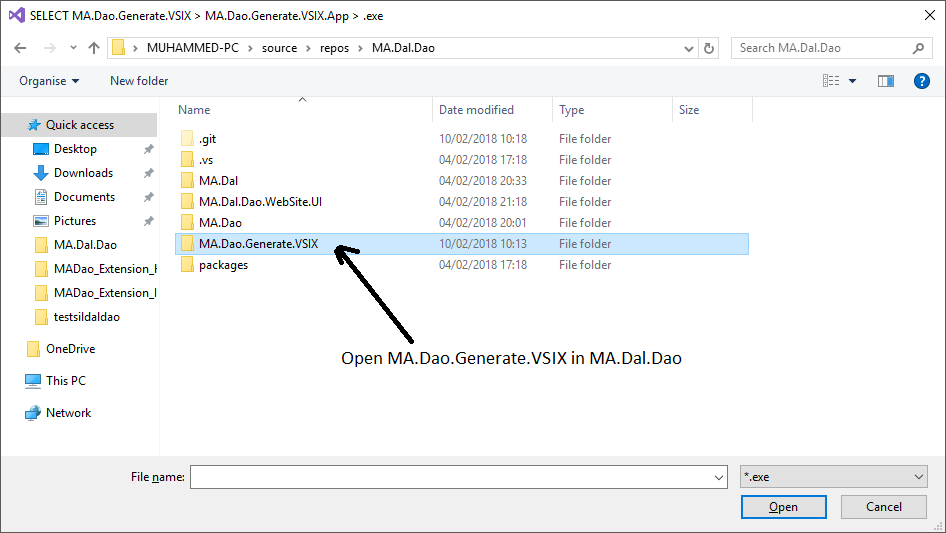 SELECT MA.Dao.Generate.VSIX > MA.Dao.Generate.VSIX.App > .exe
MUHAMMED-PC > source > repos > MA.Dal.Dao
Search MA.Dal.Dao
Organise
New folder
Name
Date modified
Type
Size
Quick access
Desktop
Downloads
Documents
Pictures
MA.Dal.Dao
MADao_Extension_H
MADao_Extension_I
testsildaldao
OneDrive
This PC
Network
.git 10/02/2018 10:18 File folder
.vs 04/02/2018 17:18 File folder
MA.Dal 04/02/2018 20:33 File folder
MA.Dal.Dao.WebSite.UI 04/02/2018 21:18 File folder
MA.Dao 04/02/2018 20:01 File folder
MA.Dao.Generate.VSIX 10/02/2018 10:13 File folder
packages 04/02/2018 17:18 File folder
Open MA.Dao.Generate.VSIX in MA.Dal.Dao
File name:
*.exe
Open
Cancel